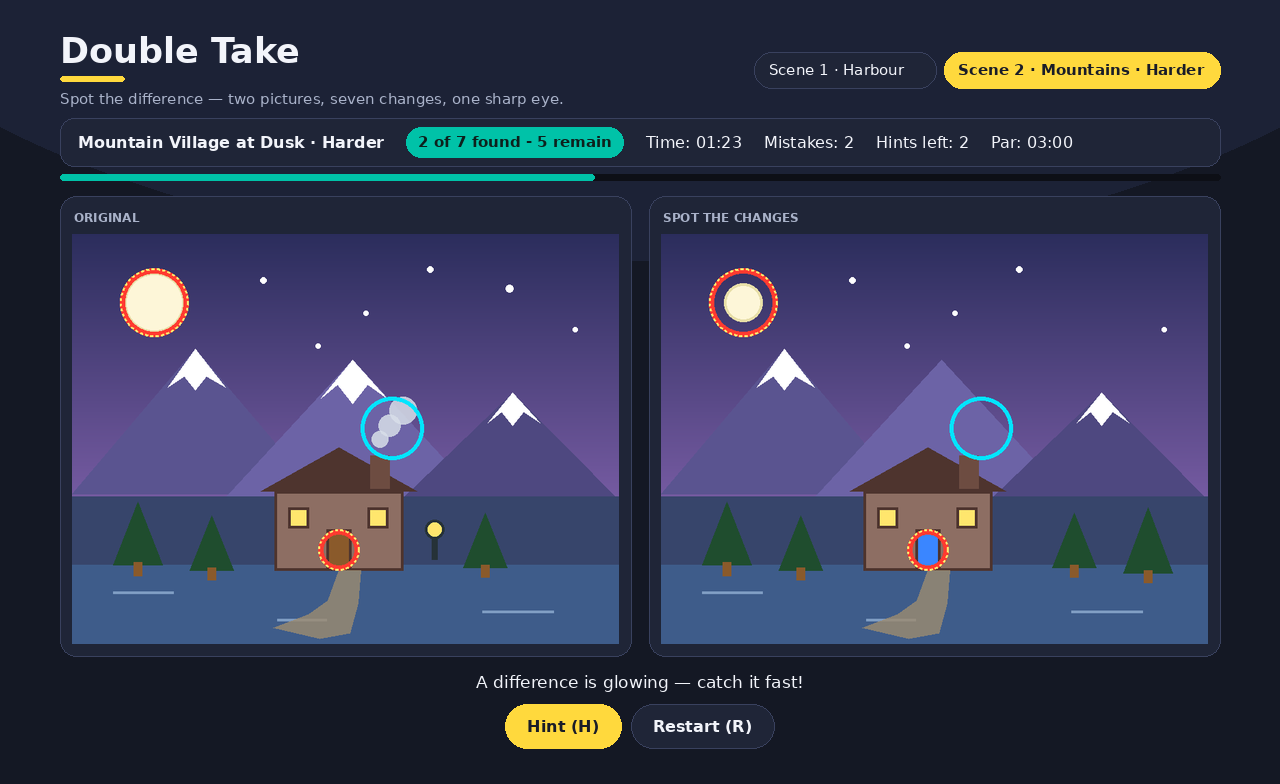 Double Take
Spot the difference — two pictures, seven changes, one sharp eye.
Scene 1 · Harbour
Scene 2 · Mountains · Harder
Mountain Village at Dusk · Harder
2 of 7 found - 5 remain
Time: 01:23
Mistakes: 2
Hints left: 2
Par: 03:00
ORIGINAL
SPOT THE CHANGES
A difference is glowing — catch it fast!
Hint (H)
Restart (R)